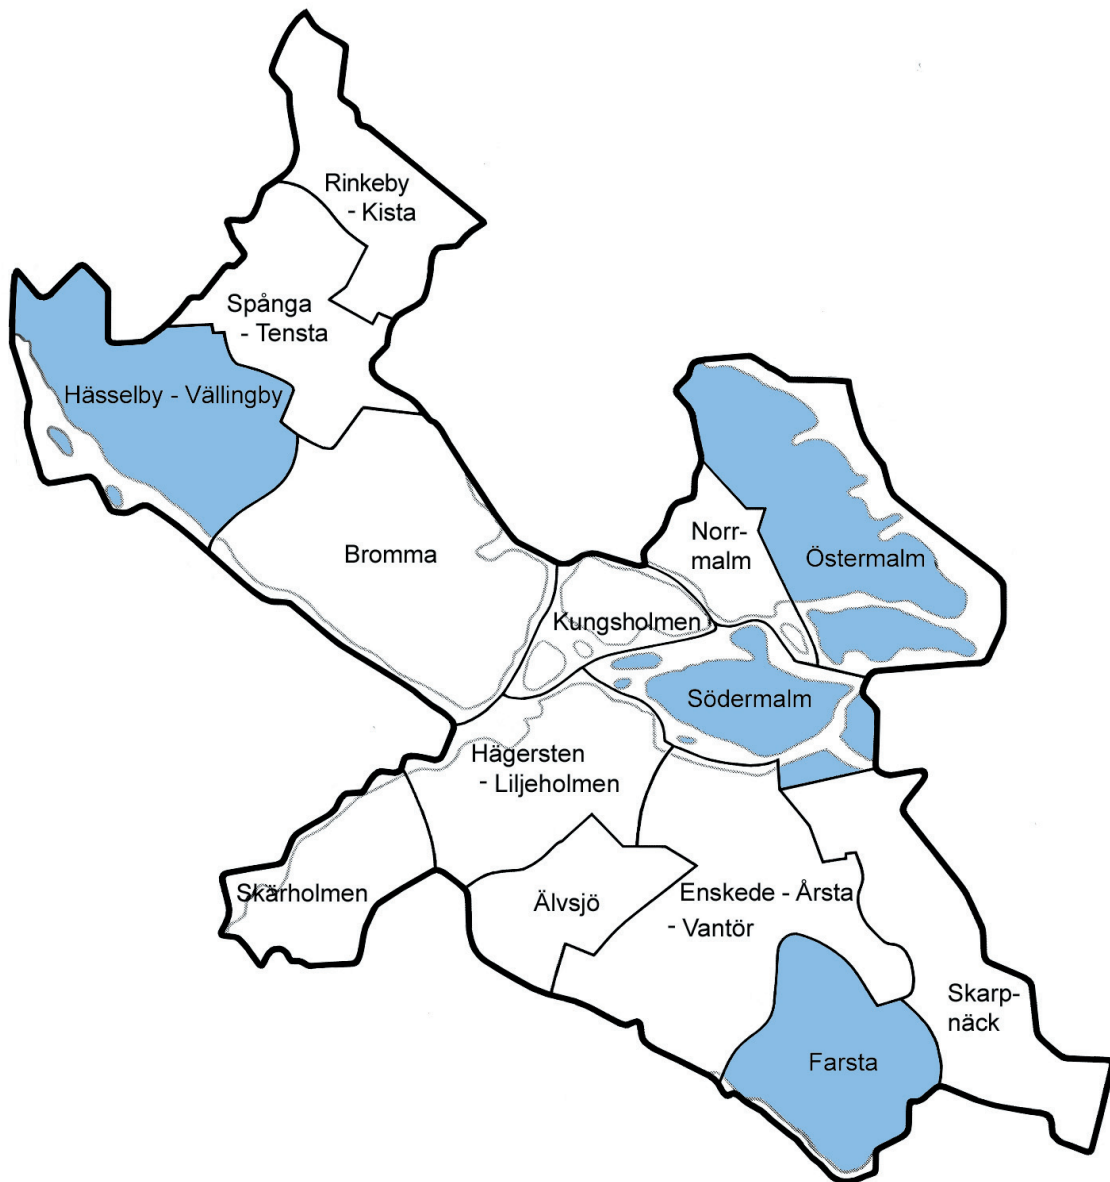 Rinkeby
- Kista
Spånga
- Tensta
Hässelby - Vällingby
Bromma
Norr-
malm
Östermalm
Kungsholmen
Södermalm
Hägersten
- Liljeholmen
Skärholmen
Älvsjö
Enskede - Årsta
- Vantör
Skarp-
näck
Farsta